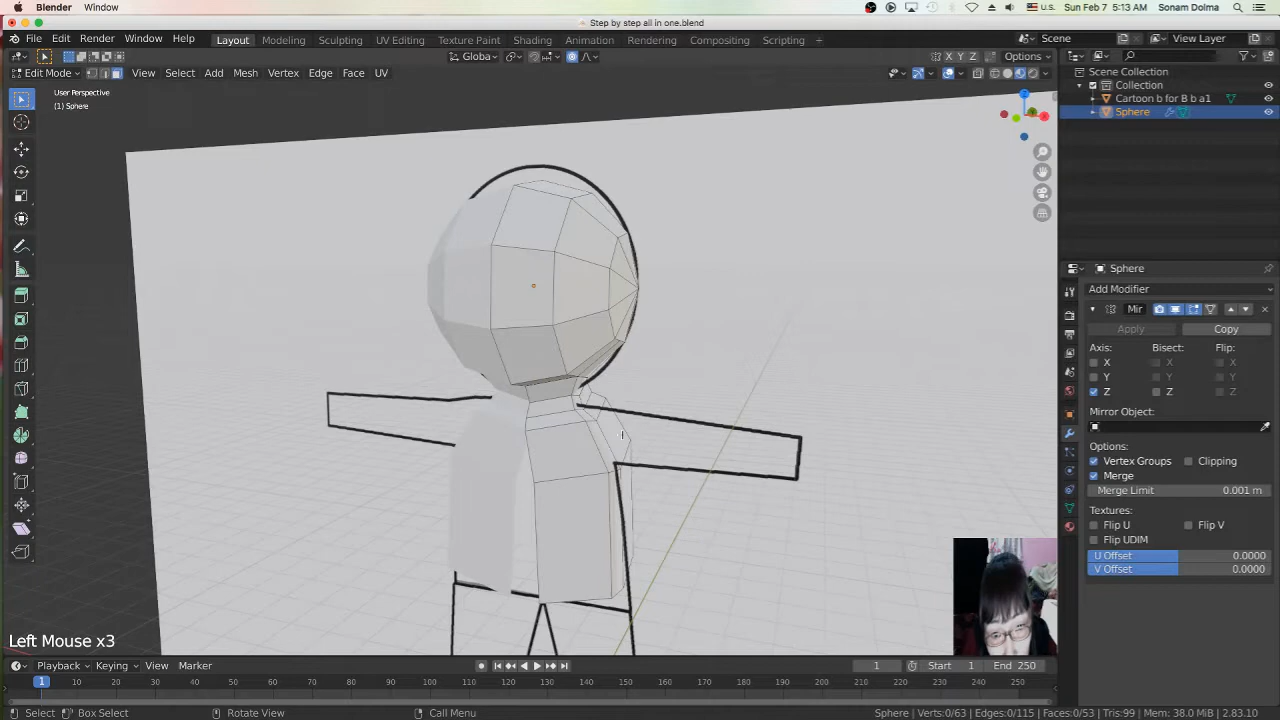 Blender Window U.S. Sun Feb 7 5:13 AM Sonam Dolma
Step by step all in one.blend
File Edit Render Window Help Layout Modeling Sculpting UV Editing Texture Paint Shading Animation Rendering Compositing Scripting + Scene View Layer
Globa X Y Z Options
Edit Mode View Select Add Mesh Vertex Edge Face UV
Scene Collection
Collection
Cartoon b for B b a1
Sphere
User Perspective
(1) Sphere
Sphere
Add Modifier
Mir
Apply Copy
Axis: Bisect: Flip:
X X X
Y Y Y
Z Z Z
Mirror Object:
Options:
Vertex Groups Clipping
Merge
Merge Limit 0.001 m
Textures:
Flip U Flip V
Flip UDIM
U Offset 0.0000
V Offset 0.0000
Left Mouse x3
Playback Keying View Marker 1 Start 1 End 250
1 10 20 30 40 50 60 70 80 90 100 110 120 130 140 150 160 170 180 190 200 210 220 230 240 250
Select Box Select Rotate View Call Menu Sphere | Verts:0/63 | Edges:0/115 | Faces:0/53 | Tris:99 | Mem: 38.0 MiB | 2.83.10